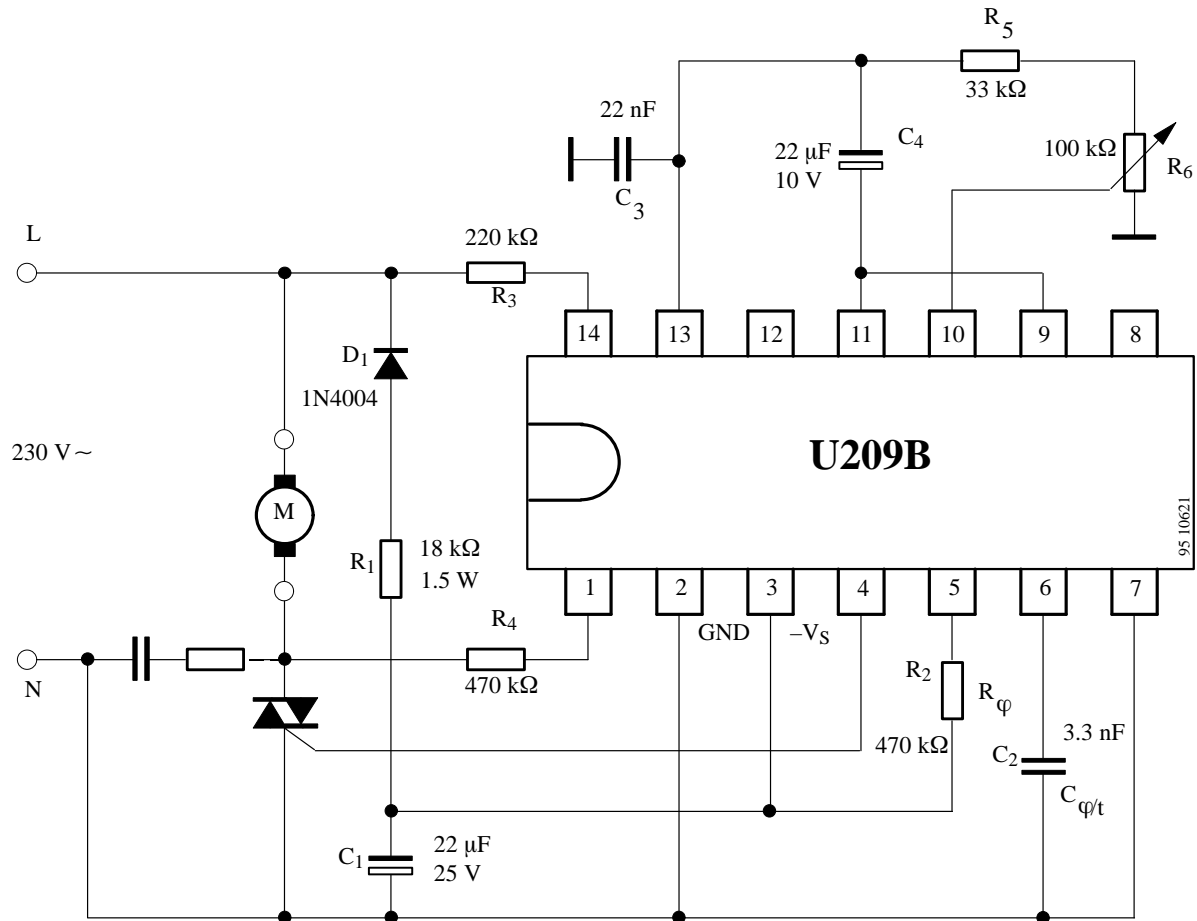 R5
33 kΩ
22 nF
C3
22 μF
10 V
C4
100 kΩ
R6
L
220 kΩ
R3
14
13
12
11
10
9
8
D1
1N4004
230 V~
U209B
95 10621
M
R1
18 kΩ
1.5 W
1
2
3
4
5
6
7
GND
–VS
R4
470 kΩ
N
R2
Rφ
470 kΩ
3.3 nF
C2
Cφ/t
C1
22 μF
25 V